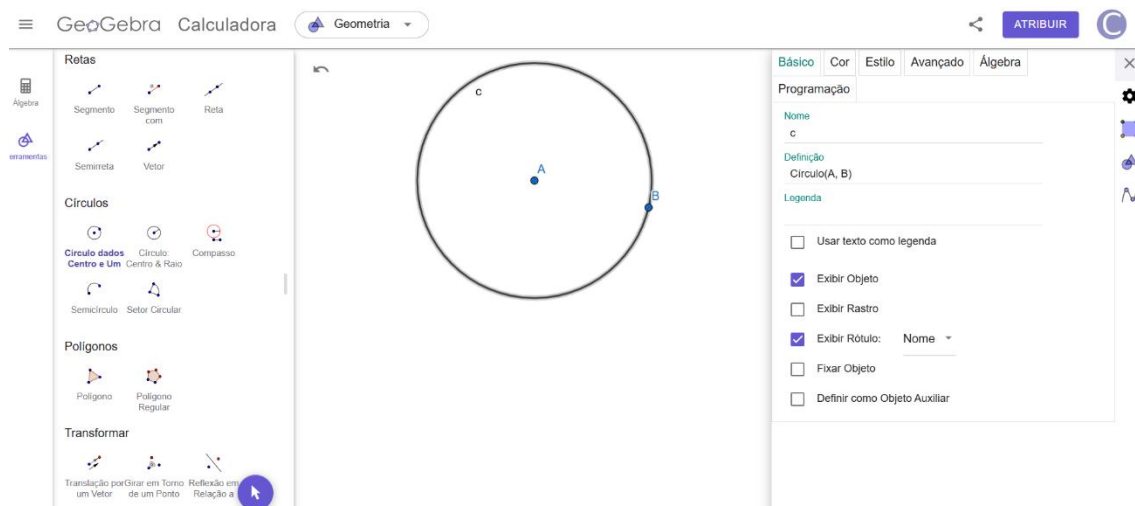 GeoGebra Calculadora Geometria ATRIBUIR C
Álgebra
erramentas
Retas
Segmento Segmento com Reta
Semirreta Vetor
Círculos
Círculo dados Centro e Um Círculo: Centro & Raio Compasso
Semicírculo Setor Circular
Polígonos
Polígono Polígono Regular
Transformar
Translação por um Vetor Girar em Torno de um Ponto Reflexão em Relação a
c
A
B
Básico Cor Estilo Avançado Álgebra
Programação
Nome
c
Definição
Círculo(A, B)
Legenda
Usar texto como legenda
Exibir Objeto
Exibir Rastro
Exibir Rótulo: Nome
Fixar Objeto
Definir como Objeto Auxiliar